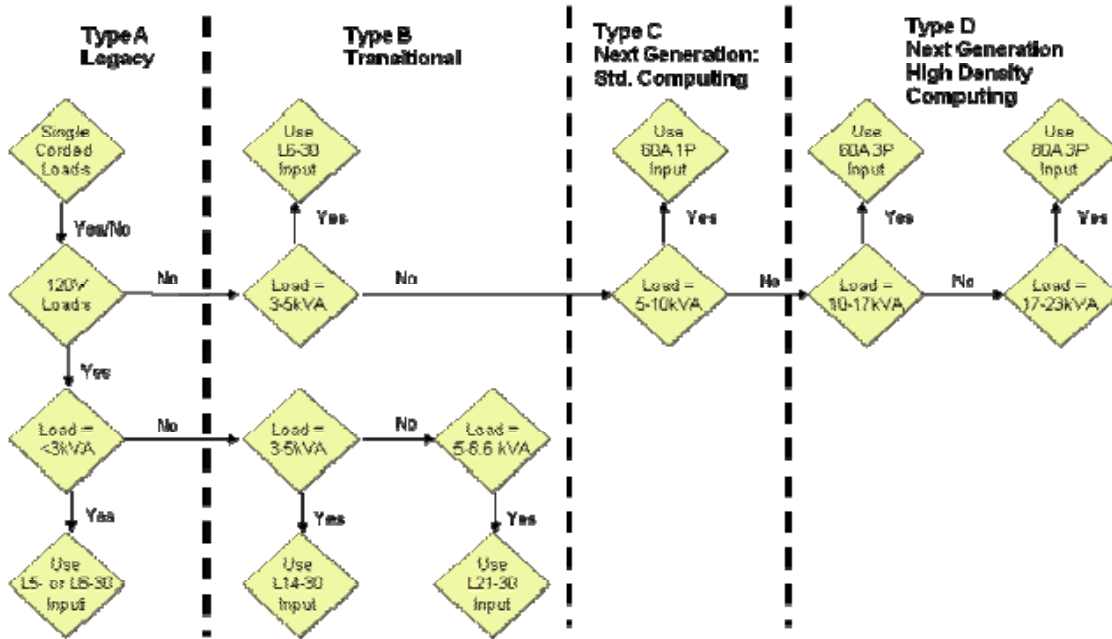 Type A
Legacy
Type B
Transitional
Type C
Next Generation:
Std. Computing
Type D
Next Generation
High Density
Computing
Single
Corded
Loads
Use
L6-30
Input
Use
60A 1P
Input
Use
60A 3P
Input
Use
80A 3P
Input
Yes/No
Yes
Yes
Yes
Yes
120V
Loads
No
Load =
3-5kVA
No
Load =
5-10kVA
No
Load =
10-17kVA
No
Load =
17-23kVA
Yes
Load =
<3kVA
No
Load =
3-5kVA
No
Load =
5-8.6 kVA
Yes
Yes
Yes
Use
Input
Use
L14-30
Input
Use
L21-30
Input